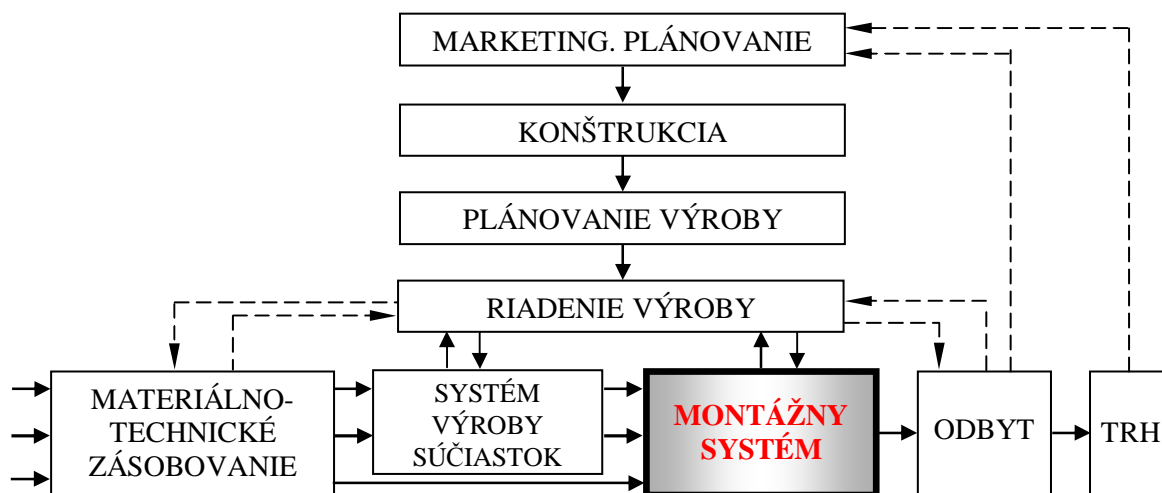 MARKETING. PLÁNOVANIE
KONŠTRUKCIA
PLÁNOVANIE VÝROBY
RIADENIE VÝROBY
MATERIÁLNO-
TECHNICKÉ
ZÁSOBOVANIE
SYSTÉM
VÝROBY
SÚČIASTOK
MONTÁŽNY
SYSTÉM
ODBYT
TRH